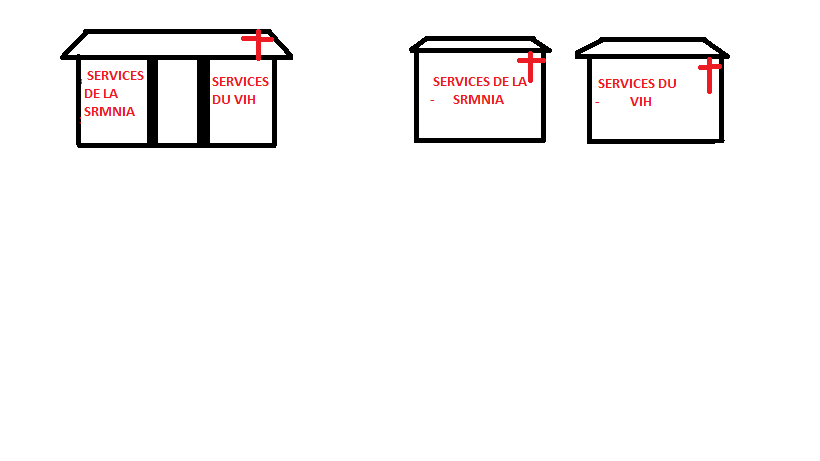 SERVICES
DE LA
SRMNIA
SERVICES
DU VIH
SERVICES DE LA
- SRMNIA
SERVICES DU
- VIH